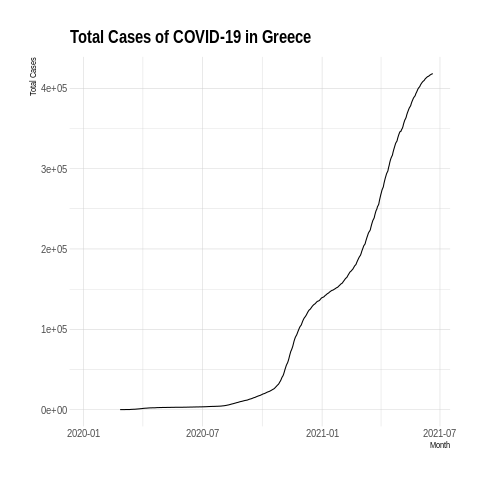 Total Cases of COVID-19 in Greece
Total Cases
4e+05
3e+05
2e+05
1e+05
0e+00
2020-01 2020-07 2021-01 2021-07
Month